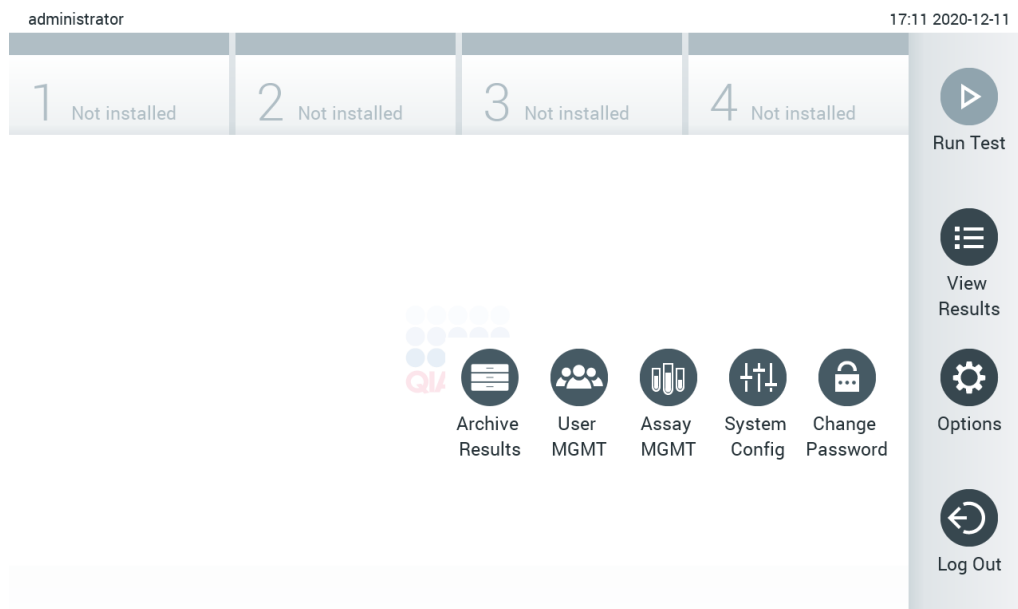 administrator 17:11 2020-12-11
1 Not installed 2 Not installed 3 Not installed 4 Not installed
Run Test
View
Results
Archive
Results
User
MGMT
Assay
MGMT
System
Config
Change
Password
Options
Log Out